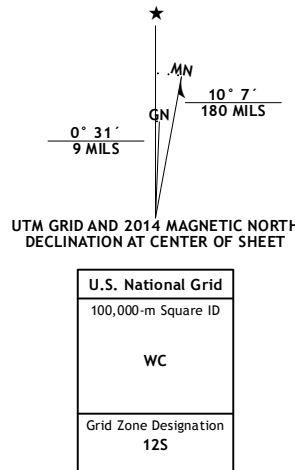 ★
MN
GN
10° 7´
180 MILS
0° 31´
9 MILS
UTM GRID AND 2014 MAGNETIC NORTH
DECLINATION AT CENTER OF SHEET
U.S. National Grid
100,000-m Square ID
WC
Grid Zone Designation
12S